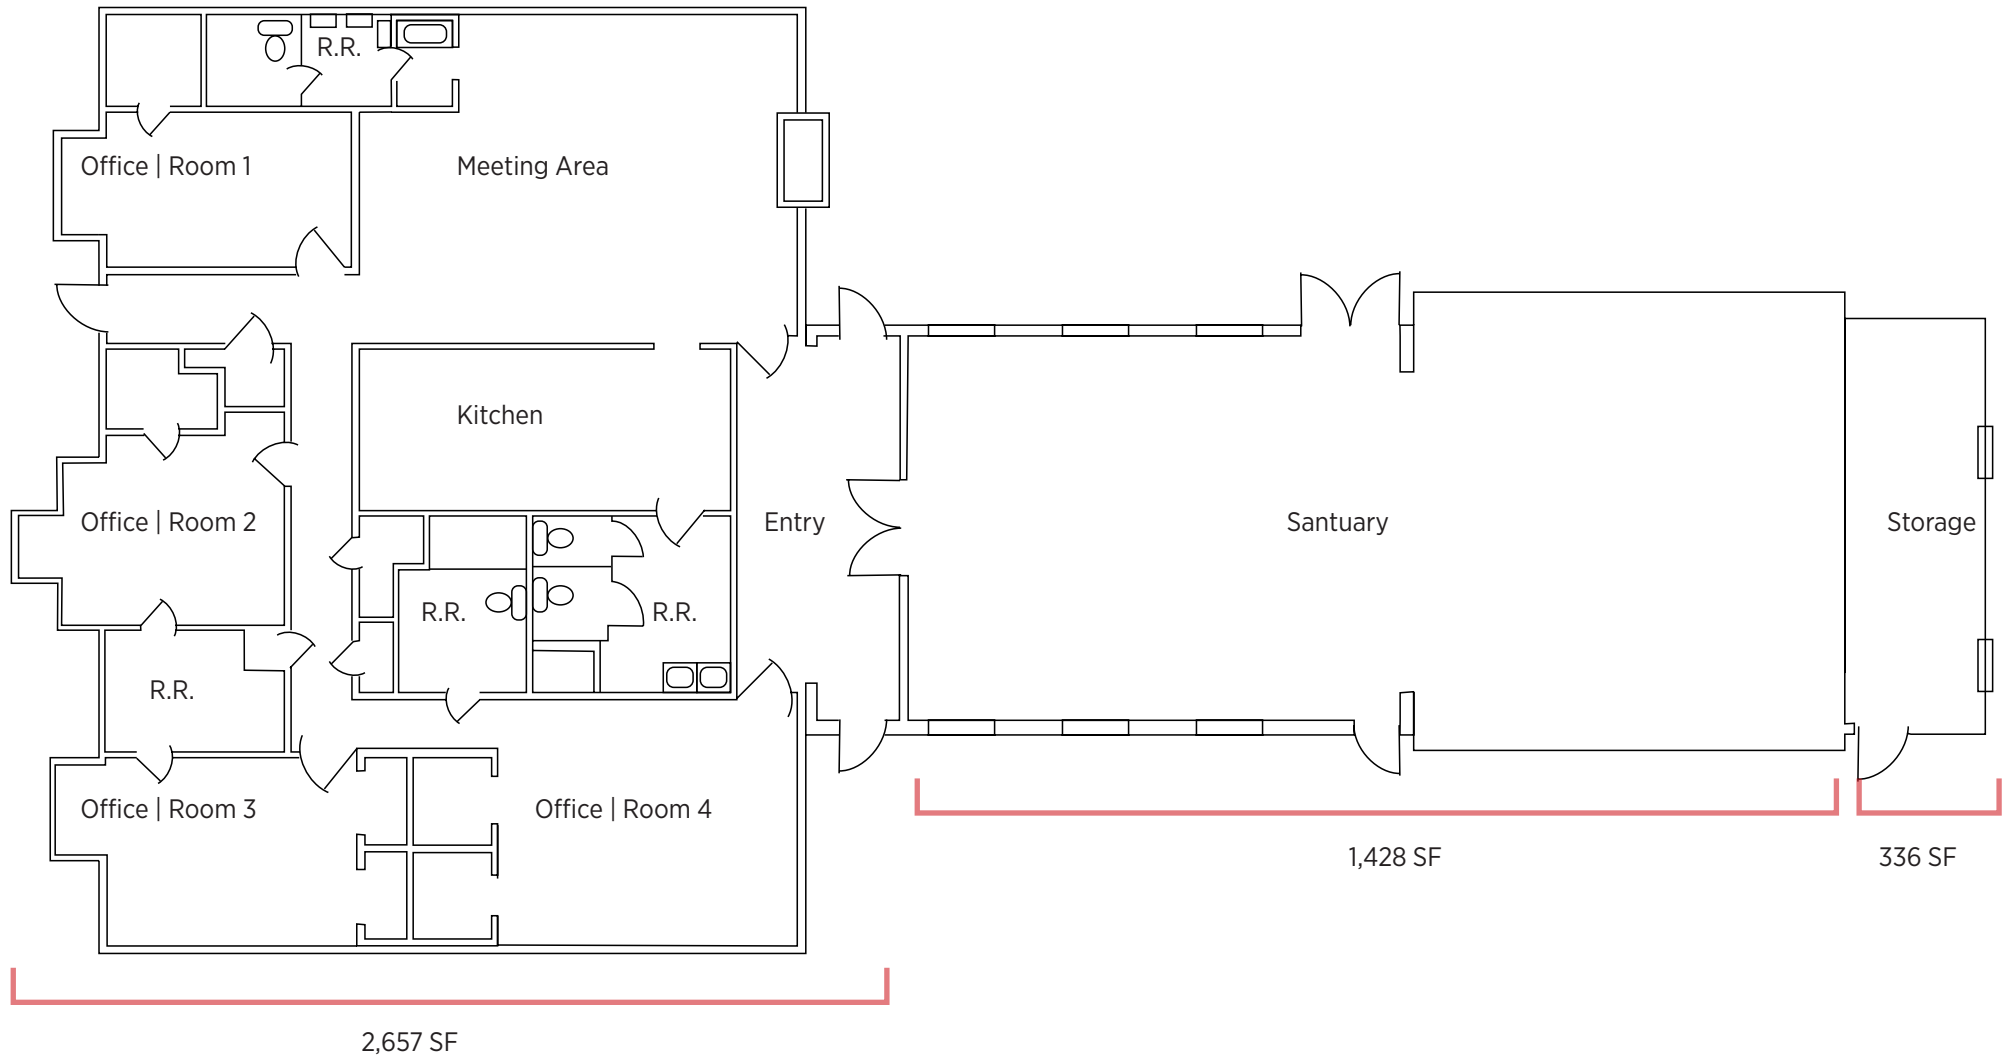 R.R.
Office | Room 1
Meeting Area
Kitchen
Office | Room 2
Entry
Santuary
Storage
R.R.
R.R.
R.R.
Office | Room 3
Office | Room 4
1,428 SF
336 SF
2,657 SF